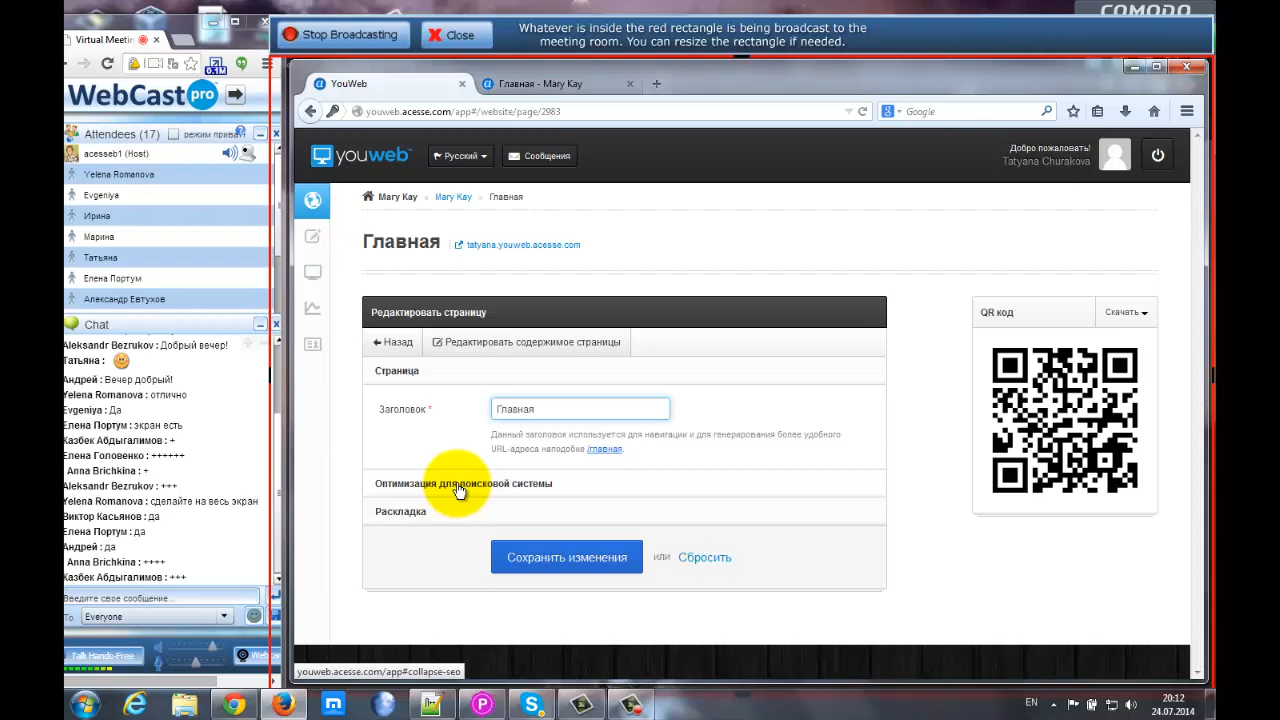 COMODO
Stop Broadcasting
Close
Whatever is inside the red rectangle is being broadcast to the
meeting room. You can resize the rectangle if needed.
Virtual Meetin
0.1M
WebCast pro
Attendees (17)
режим приват
acesseb1 (Host)
Yelena Romanova
Evgeniya
Ирина
Марина
Татьяна
Елена Портум
Александр Евтухов
Chat
Aleksandr Bezrukov : Добрый вечер!
Татьяна :
Андрей : Вечер добрый!
Yelena Romanova : отлично
Evgeniya : Да
Елена Портум : экран есть
Казбек Абдыгалимов : +
Елена Головенко : ++++++
Anna Brichkina : +
Aleksandr Bezrukov : +++
Yelena Romanova : сделайте на весь экран
Виктор Касьянов : да
Елена Портум : да
Андрей : да
Anna Brichkina : ++++
Казбек Абдыгалимов : +++
Введите свое сообщение...
To
Everyone
Talk Hands-Free
YouWeb
Главная - Mary Kay
youweb.acesse.com/app#/website/page/2983
Google
youweb
Русский
Сообщения
Добро пожаловать!
Tatyana Churakova
Mary Kay » Mary Kay » Главная
Главная
tatyana.youweb.acesse.com
Редактировать страницу
Назад
Редактировать содержимое страницы
Страница
Заголовок *
Главная
Данный заголовок используется для навигации и для генерирования более удобного
URL-адреса наподобие /главная.
Оптимизация для поисковой системы
Раскладка
Сохранить изменения
или
Сбросить
QR код
Скачать
youweb.acesse.com/app#collapse-seo
EN
20:12
24.07.2014